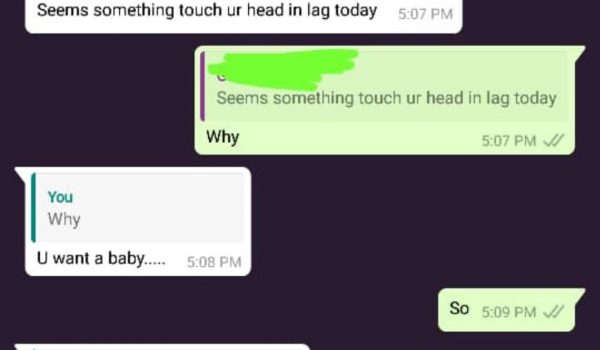 Seems something touch ur head in lag today 5:07 PM
Seems something touch ur head in lag today
Why 5:07 PM
You
Why
U want a baby..... 5:08 PM
So 5:09 PM